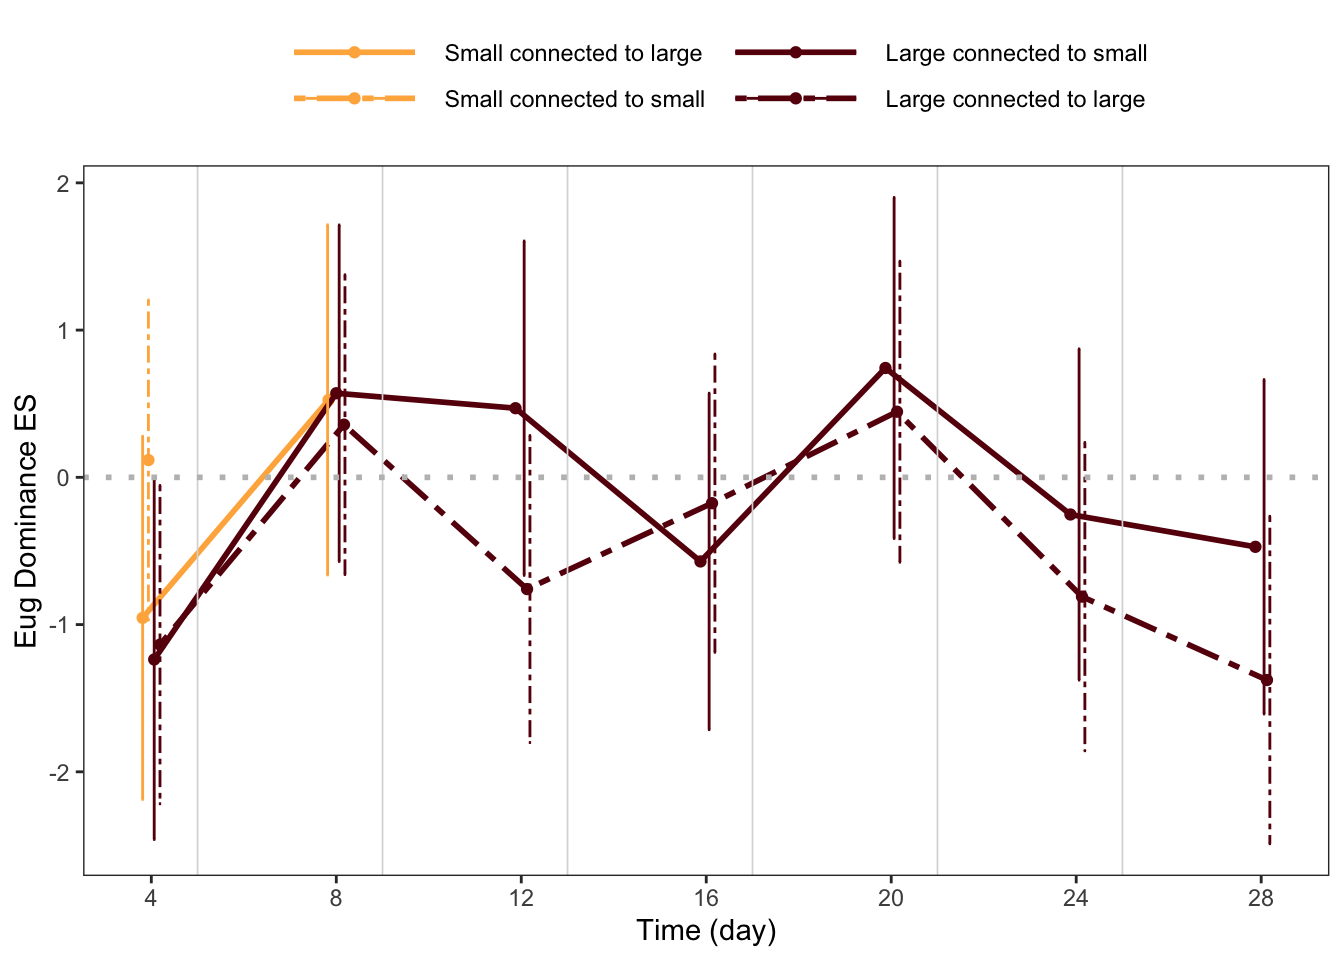 Small connected to large
Large connected to small
Small connected to small
Large connected to large
Eug Dominance ES
2
1
0
-1
-2
4 8 12 16 20 24 28
Time (day)